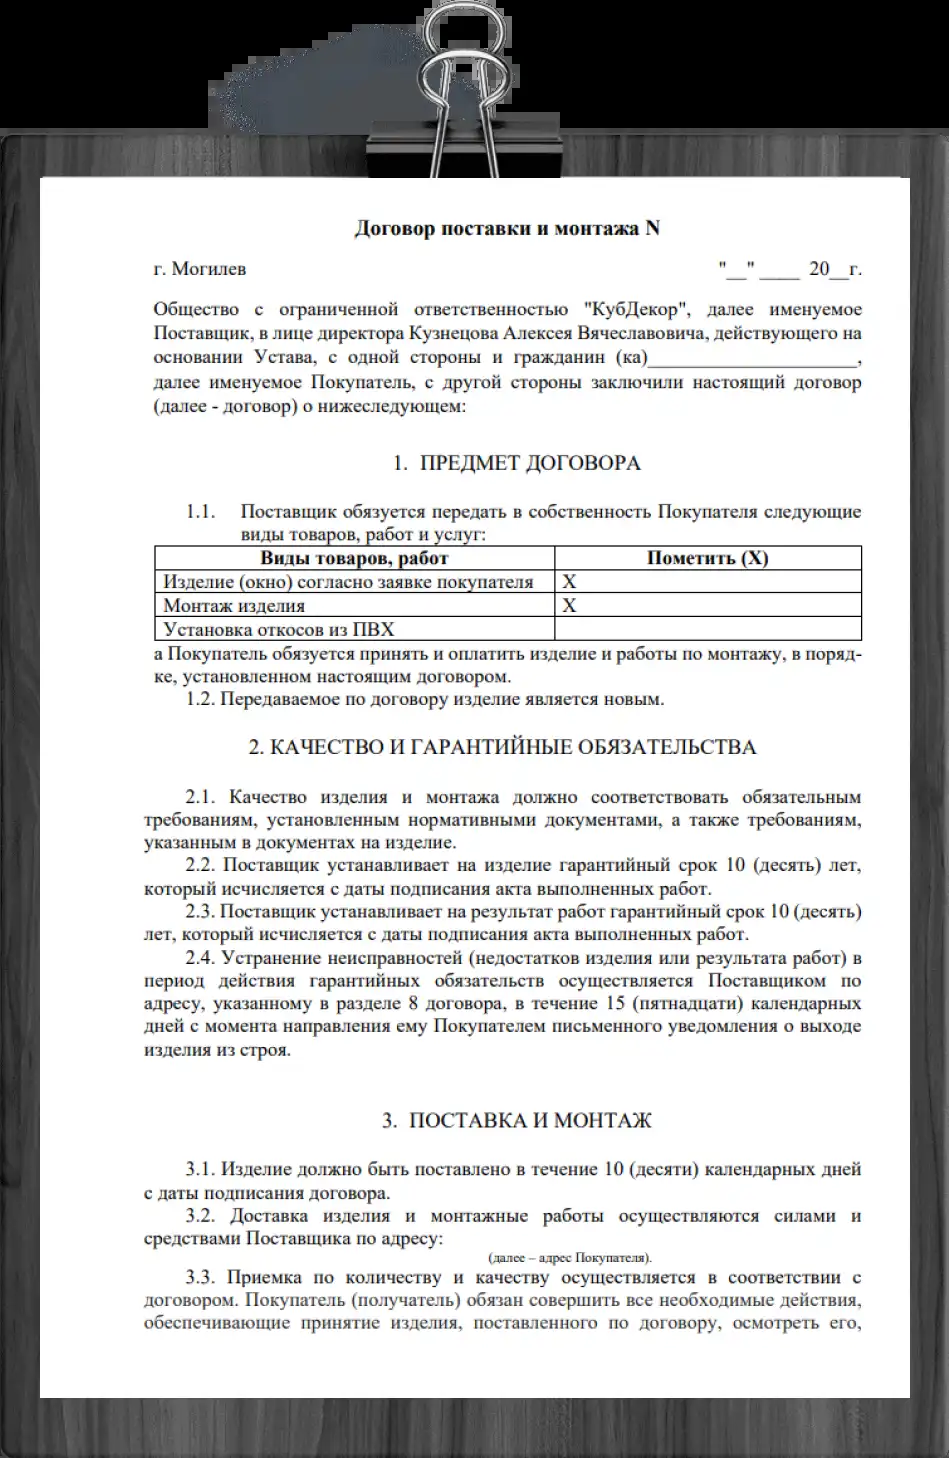 Договор поставки и монтажа N
г. Могилев "__" ____ 20__г.
Общество с ограниченной ответственностью "КубДекор", далее именуемое
Поставщик, в лице директора Кузнецова Алексея Вячеславовича, действующего на
основании Устава, с одной стороны и гражданин (ка)_____________________,
далее именуемое Покупатель, с другой стороны заключили настоящий договор
(далее - договор) о нижеследующем:
1. ПРЕДМЕТ ДОГОВОРА
1.1. Поставщик обязуется передать в собственность Покупателя следующие
виды товаров, работ и услуг:
Виды товаров, работ Пометить (X)
Изделие (окно) согласно заявке покупателя X
Монтаж изделия X
Установка откосов из ПВХ
а Покупатель обязуется принять и оплатить изделие и работы по монтажу, в поряд-
ке, установленном настоящим договором.
1.2. Передаваемое по договору изделие является новым.
2. КАЧЕСТВО И ГАРАНТИЙНЫЕ ОБЯЗАТЕЛЬСТВА
2.1. Качество изделия и монтажа должно соответствовать обязательным
требованиям, установленным нормативными документами, а также требованиям,
указанным в документах на изделие.
2.2. Поставщик устанавливает на изделие гарантийный срок 10 (десять) лет,
который исчисляется с даты подписания акта выполненных работ.
2.3. Поставщик устанавливает на результат работ гарантийный срок 10 (десять)
лет, который исчисляется с даты подписания акта выполненных работ.
2.4. Устранение неисправностей (недостатков изделия или результата работ) в
период действия гарантийных обязательств осуществляется Поставщиком по
адресу, указанному в разделе 8 договора, в течение 15 (пятнадцати) календарных
дней с момента направления ему Покупателем письменного уведомления о выходе
изделия из строя.
3. ПОСТАВКА И МОНТАЖ
3.1. Изделие должно быть поставлено в течение 10 (десяти) календарных дней
с даты подписания договора.
3.2. Доставка изделия и монтажные работы осуществляются силами и
средствами Поставщика по адресу:
(далее – адрес Покупателя).
3.3. Приемка по количеству и качеству осуществляется в соответствии с
договором. Покупатель (получатель) обязан совершить все необходимые действия,
обеспечивающие принятие изделия, поставленного по договору, осмотреть его,